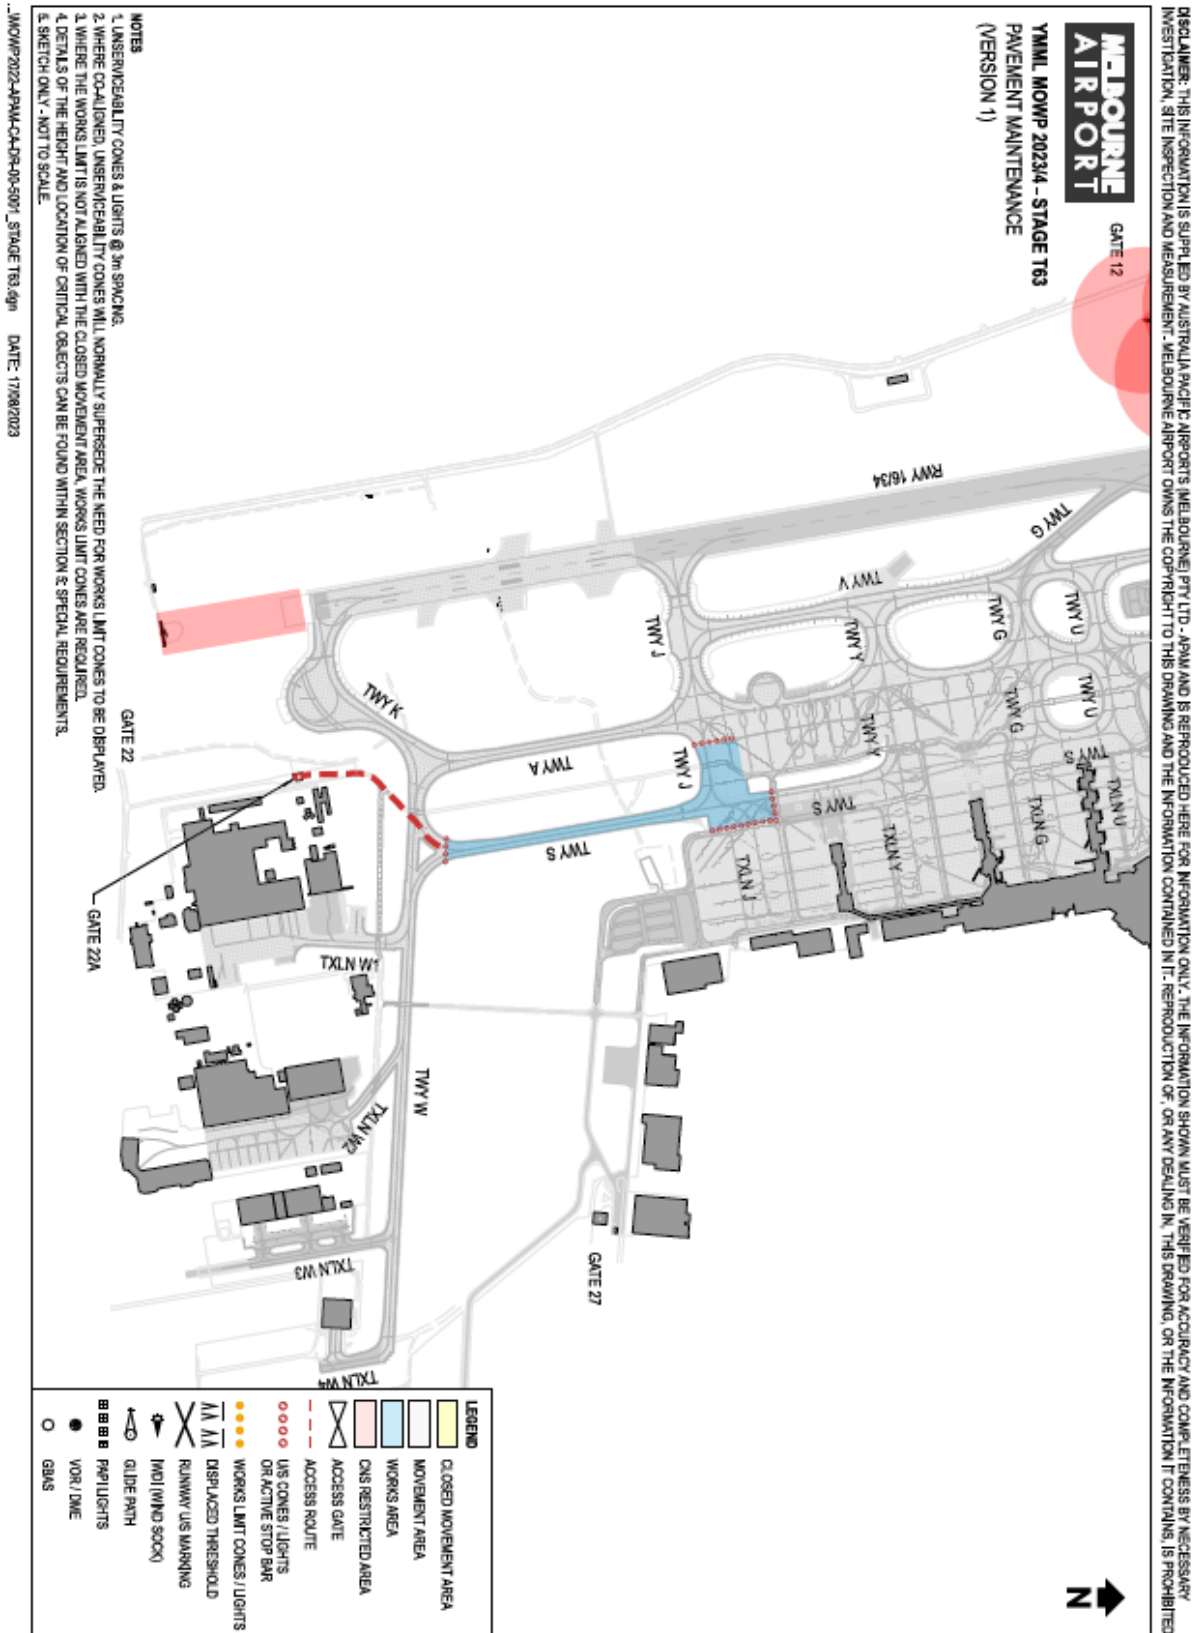 DISCLAIMER: THIS INFORMATION IS SUPPLIED BY AUSTRALIA PACIFIC AIRPORTS (MELBOURNE) PTY LTD - APAM AND IS REPRODUCED HERE FOR INFORMATION ONLY. THE INFORMATION SHOWN MUST BE VERIFIED FOR ACCURACY AND COMPLETENESS BY NECESSARY
INVESTIGATION, SITE INSPECTION AND MEASUREMENT. MELBOURNE AIRPORT OWNS THE COPYRIGHT TO THIS DRAWING AND THE INFORMATION CONTAINED IN IT. REPRODUCTION OF, OR ANY DEALING IN, THIS DRAWING, OR THE INFORMATION IT CONTAINS, IS PROHIBITED
MELBOURNE
AIRPORT
YMML MOWP 2023/4 - STAGE T63
PAVEMENT MAINTENANCE
(VERSION 1)
GATE 12
N
RWY 16/34
TWY G
TWY V
TWY U
TWY G
TWY Y
TWY J
TWY U
TWY G
TWY Y
TWY K
TWY A
TWY J
TWY S
TWY S
TWY S
TXLN U
TXLN G
TXLN Y
TXLN J
GATE 22
GATE 22A
TXLN W1
TWY W
TXLN W2
TXLN W3
TXLN W4
GATE 27
NOTES
1. UNSERVICEABILITY CONES & LIGHTS @ 3m SPACING.
2. WHERE CO-ALIGNED, UNSERVICEABILITY CONES WILL NORMALLY SUPERSEDE THE NEED FOR WORKS LIMIT CONES TO BE DISPLAYED.
3. WHERE THE WORKS LIMIT IS NOT ALIGNED WITH THE CLOSED MOVEMENT AREA, WORKS LIMIT CONES ARE REQUIRED.
4. DETAILS OF THE HEIGHT AND LOCATION OF CRITICAL OBJECTS CAN BE FOUND WITHIN SECTION 5: SPECIAL REQUIREMENTS.
5. SKETCH ONLY - NOT TO SCALE.
LEGEND
CLOSED MOVEMENT AREA
MOVEMENT AREA
WORKS AREA
CNS RESTRICTED AREA
ACCESS GATE
ACCESS ROUTE
U/S CONES / LIGHTS
OR ACTIVE STOP BAR
WORKS LIMIT CONES / LIGHTS
DISPLACED THRESHOLD
RUNWAY U/S MARKING
IWDI (WIND SOCK)
GLIDE PATH
PAPI LIGHTS
VOR / DME
GBAS
...\MOWP2022-APAM-CA-DR-00-5001_STAGE T63.dgn DATE: 17/08/2023